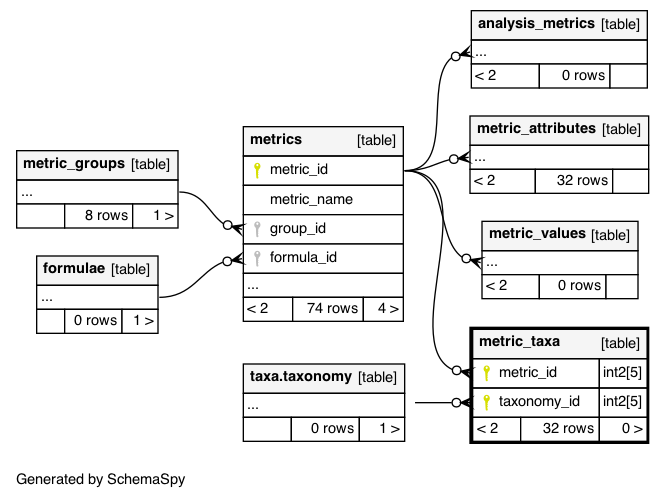 analysis_metrics [table]
...
< 2 0 rows
metric_attributes [table]
...
< 2 32 rows
metrics [table]
metric_id
metric_name
group_id
formula_id
...
< 2 74 rows 4 >
metric_groups [table]
...
8 rows 1 >
metric_values [table]
...
< 2 0 rows
formulae [table]
...
0 rows 1 >
metric_taxa [table]
metric_id int2[5]
taxonomy_id int2[5]
< 2 32 rows 0 >
taxa.taxonomy [table]
...
0 rows 1 >
Generated by SchemaSpy